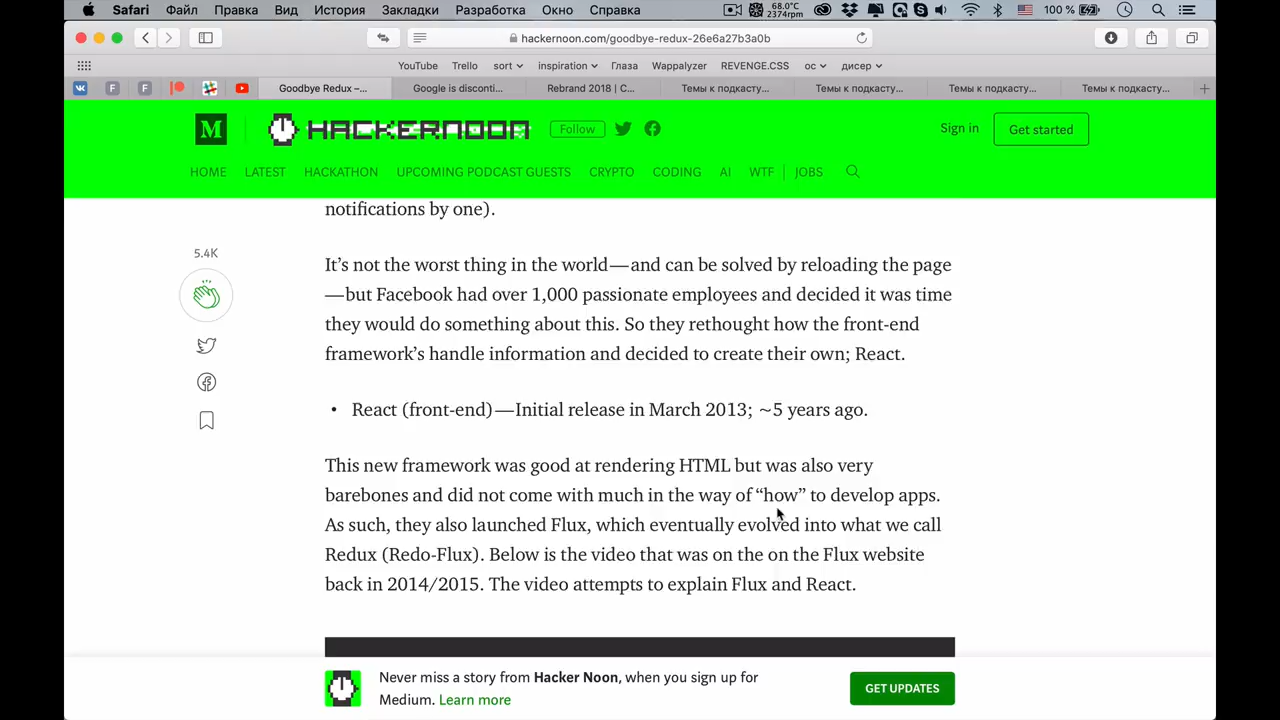 Safari Файл Правка Вид История Закладки Разработка Окно Справка 68.0°C 2374rpm 100 %
hackernoon.com/goodbye-redux-26e6a27b3a0b
YouTube Trello sort inspiration Глаза Wappalyzer REVENGE.CSS ос дисер
Goodbye Redux –... Google is disconti... Rebrand 2018 | С... Темы к подкасту... Темы к подкасту... Темы к подкасту... Темы к подкасту...
M HACKERNOON Follow Sign in Get started
HOME LATEST HACKATHON UPCOMING PODCAST GUESTS CRYPTO CODING AI WTF JOBS
notifications by one).
5.4K
It’s not the worst thing in the world — and can be solved by reloading the page
— but Facebook had over 1,000 passionate employees and decided it was time
they would do something about this. So they rethought how the front-end
framework’s handle information and decided to create their own; React.
• React (front-end) — Initial release in March 2013; ~5 years ago.
This new framework was good at rendering HTML but was also very
barebones and did not come with much in the way of “how” to develop apps.
As such, they also launched Flux, which eventually evolved into what we call
Redux (Redo-Flux). Below is the video that was on the on the Flux website
back in 2014/2015. The video attempts to explain Flux and React.
Never miss a story from Hacker Noon, when you sign up for
Medium. Learn more
GET UPDATES